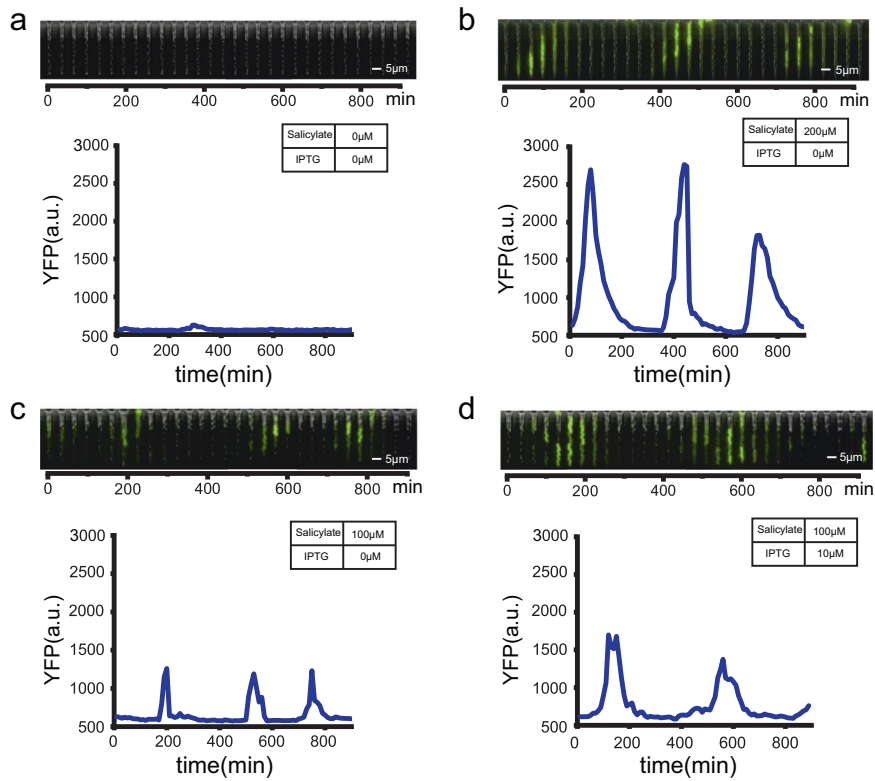 a
5μm
0 200 400 600 800 min
Salicylate 0μM
IPTG 0μM
3000
2500
2000
1500
1000
500
YFP(a.u.)
0 200 400 600 800
time(min)
b
5μm
0 200 400 600 800 min
Salicylate 200μM
IPTG 0μM
3000
2500
2000
1500
1000
500
YFP(a.u.)
0 200 400 600 800
time(min)
c
5μm
0 200 400 600 800 min
Salicylate 100μM
IPTG 0μM
3000
2500
2000
1500
1000
500
YFP(a.u.)
0 200 400 600 800
time(min)
d
5μm
0 200 400 600 800 min
Salicylate 100μM
IPTG 10μM
3000
2500
2000
1500
1000
500
YFP(a.u.)
0 200 400 600 800
time(min)